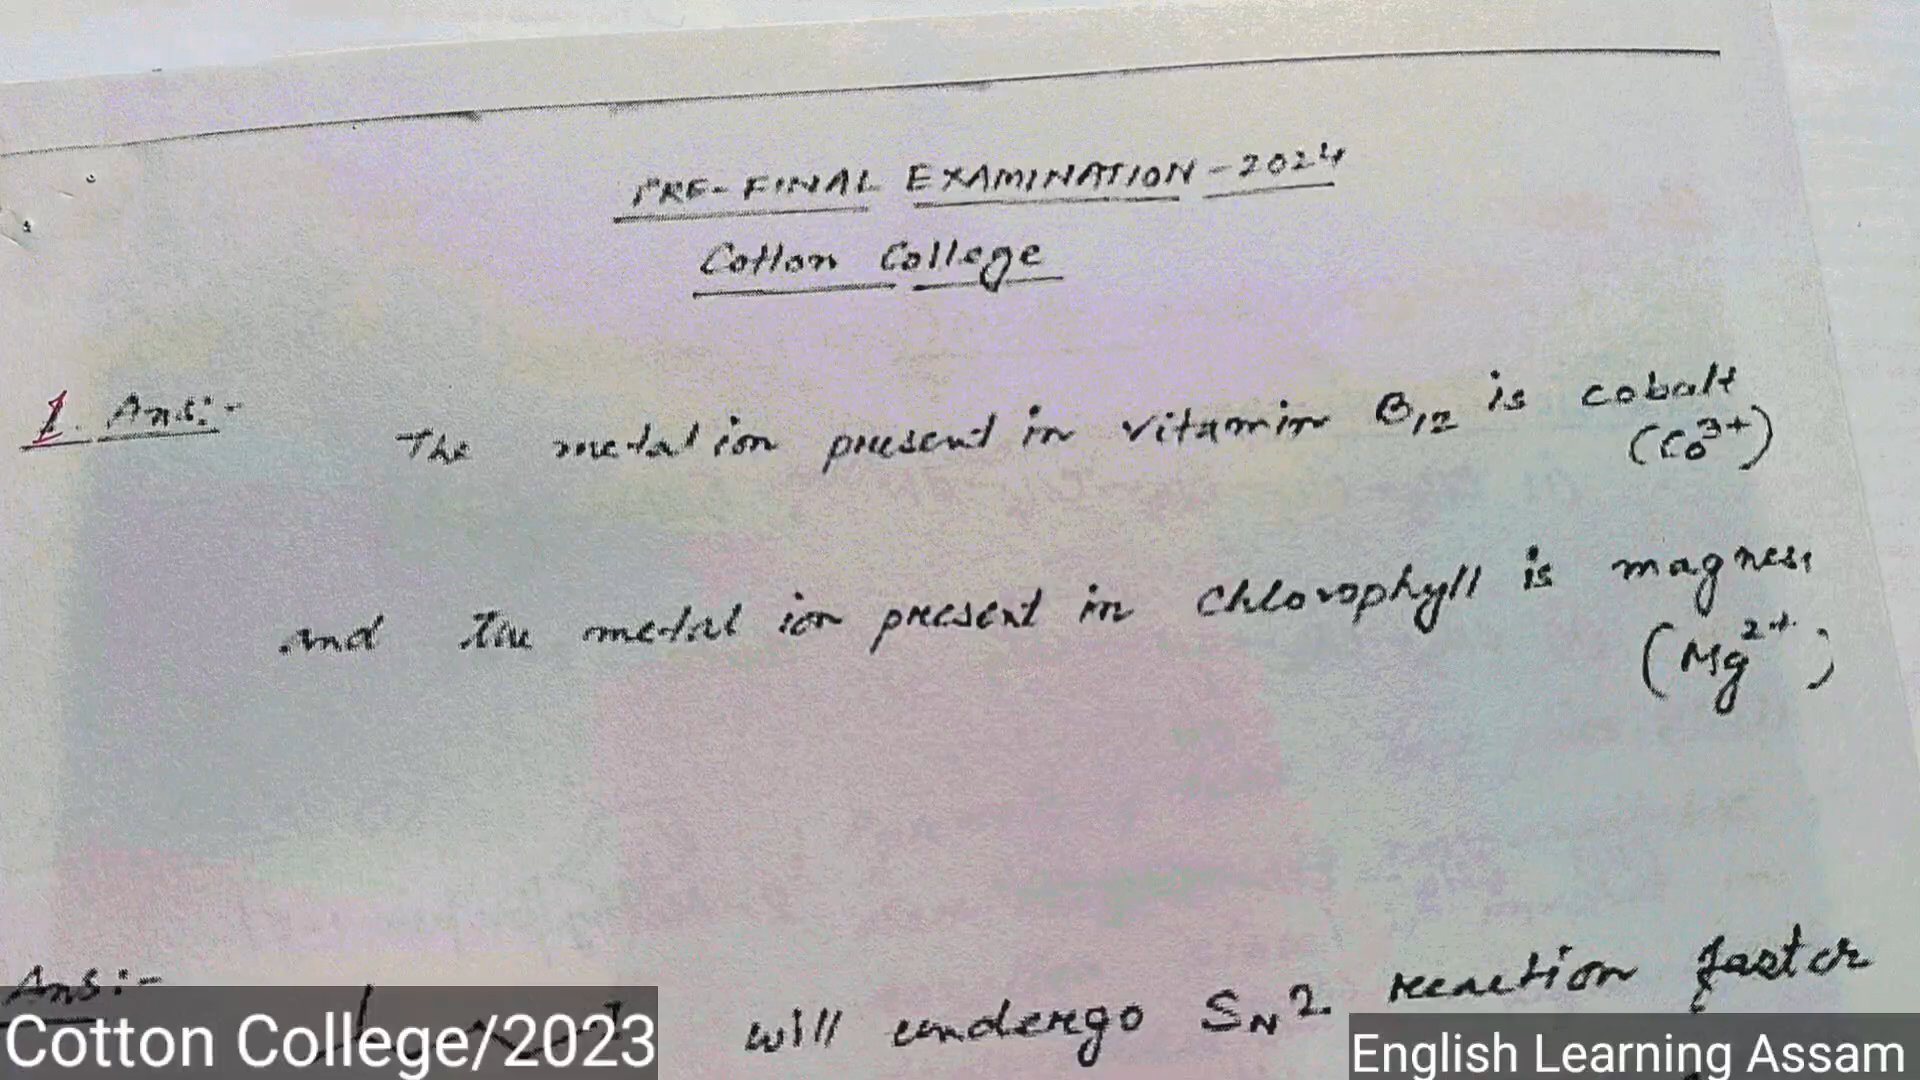 PRE-FINAL EXAMINATION-2024
Cotton College
1. Ans:- The metal ion present in vitamin B12 is cobalt
(Co³⁺)
and the metal ion present in chlorophyll is magnesi
(Mg²⁺)
Ans:- will undergo SN2 reaction faster
Cotton College/2023
English Learning Assam